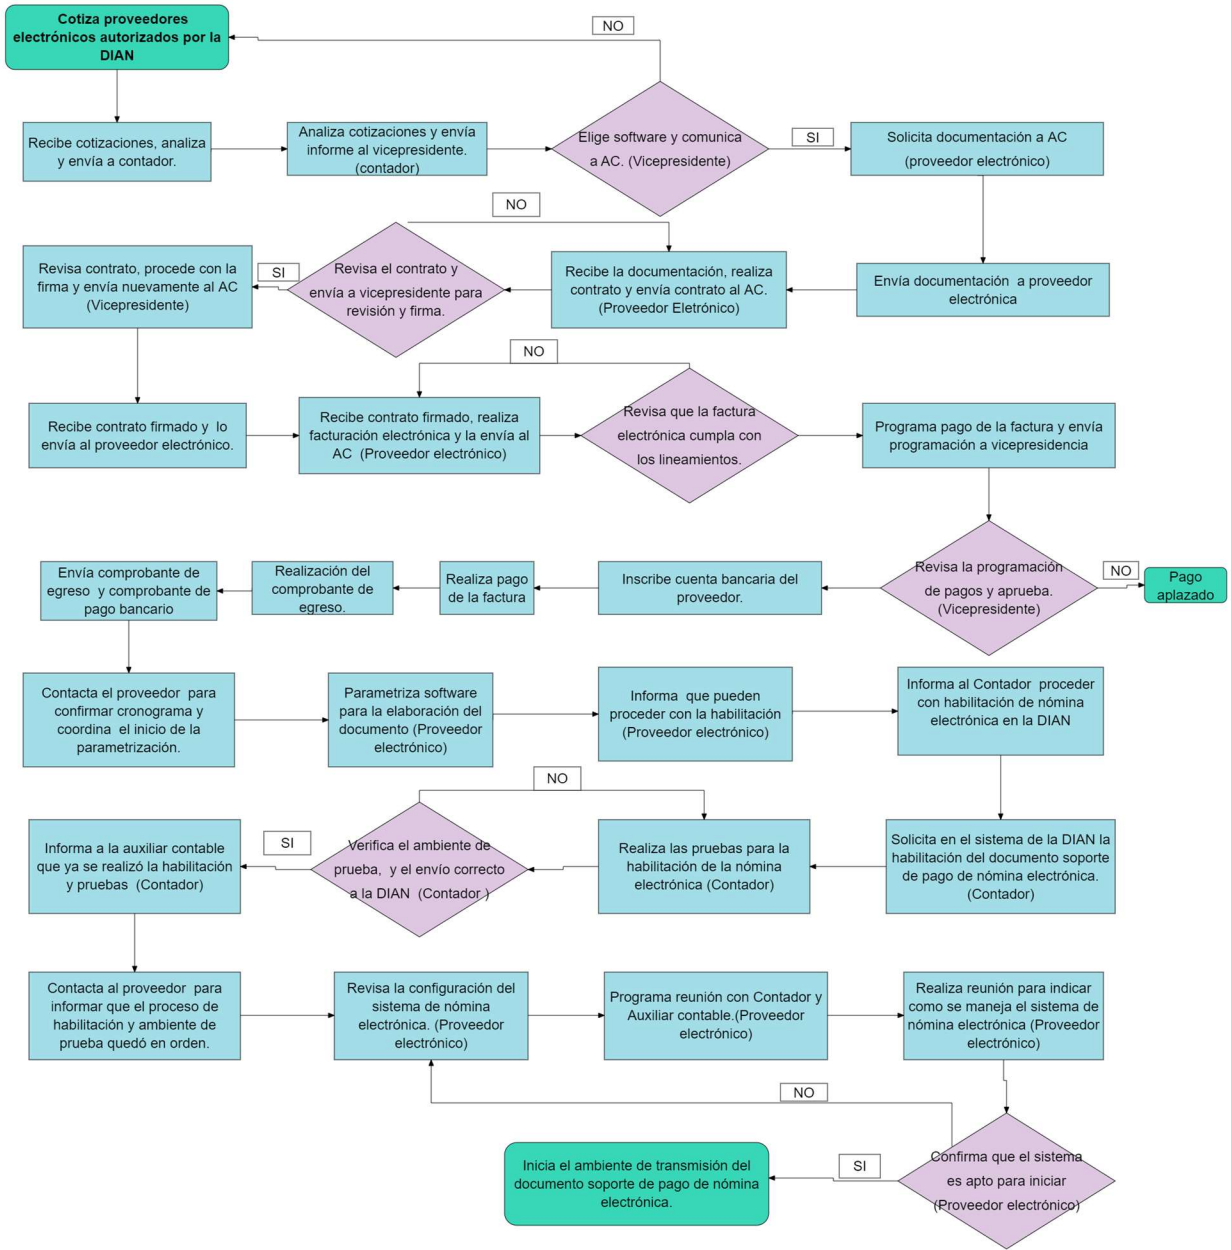 Cotiza proveedores
electrónicos autorizados por la
DIAN
NO
Recibe cotizaciones, analiza
y envía a contador.
Analiza cotizaciones y envía
informe al vicepresidente.
(contador)
Elige software y comunica
a AC. (Vicepresidente)
SI
Solicita documentación a AC
(proveedor electrónico)
NO
Revisa contrato, procede con la
firma y envía nuevamente al AC
(Vicepresidente)
SI
Revisa el contrato y
envía a vicepresidente para
revisión y firma.
Recibe la documentación, realiza
contrato y envía contrato al AC.
(Proveedor Eletrónico)
Envía documentación a proveedor
electrónica
NO
Recibe contrato firmado y lo
envía al proveedor electrónico.
Recibe contrato firmado, realiza
facturación electrónica y la envía al
AC (Proveedor electrónico)
Revisa que la factura
electrónica cumpla con
los lineamientos.
Programa pago de la factura y envía
programación a vicepresidencia
Envía comprobante de
egreso y comprobante de
pago bancario
Realización del
comprobante de
egreso.
Realiza pago
de la factura
Inscribe cuenta bancaria del
proveedor.
Revisa la programación
de pagos y aprueba.
(Vicepresidente)
NO
Pago
aplazado
Contacta el proveedor para
confirmar cronograma y
coordina el inicio de la
parametrización.
Parametriza software
para la elaboración del
documento (Proveedor
electrónico)
Informa que pueden
proceder con la habilitación
(Proveedor electrónico)
Informa al Contador proceder
con habilitación de nómina
electrónica en la DIAN
NO
Informa a la auxiliar contable
que ya se realizó la habilitación
y pruebas (Contador)
SI
Verifica el ambiente de
prueba, y el envío correcto
a la DIAN (Contador )
Realiza las pruebas para la
habilitación de la nómina
electrónica (Contador)
Solicita en el sistema de la DIAN la
habilitación del documento soporte
de pago de nómina electrónica.
(Contador)
Contacta al proveedor para
informar que el proceso de
habilitación y ambiente de
prueba quedó en orden.
Revisa la configuración del
sistema de nómina
electrónica. (Proveedor
electrónico)
Programa reunión con Contador y
Auxiliar contable.(Proveedor
electrónico)
Realiza reunión para indicar
como se maneja el sistema de
nómina electrónica (Proveedor
electrónico)
NO
Inicia el ambiente de transmisión del
documento soporte de pago de nómina
electrónica.
SI
Confirma que el sistema
es apto para iniciar
(Proveedor electrónico)